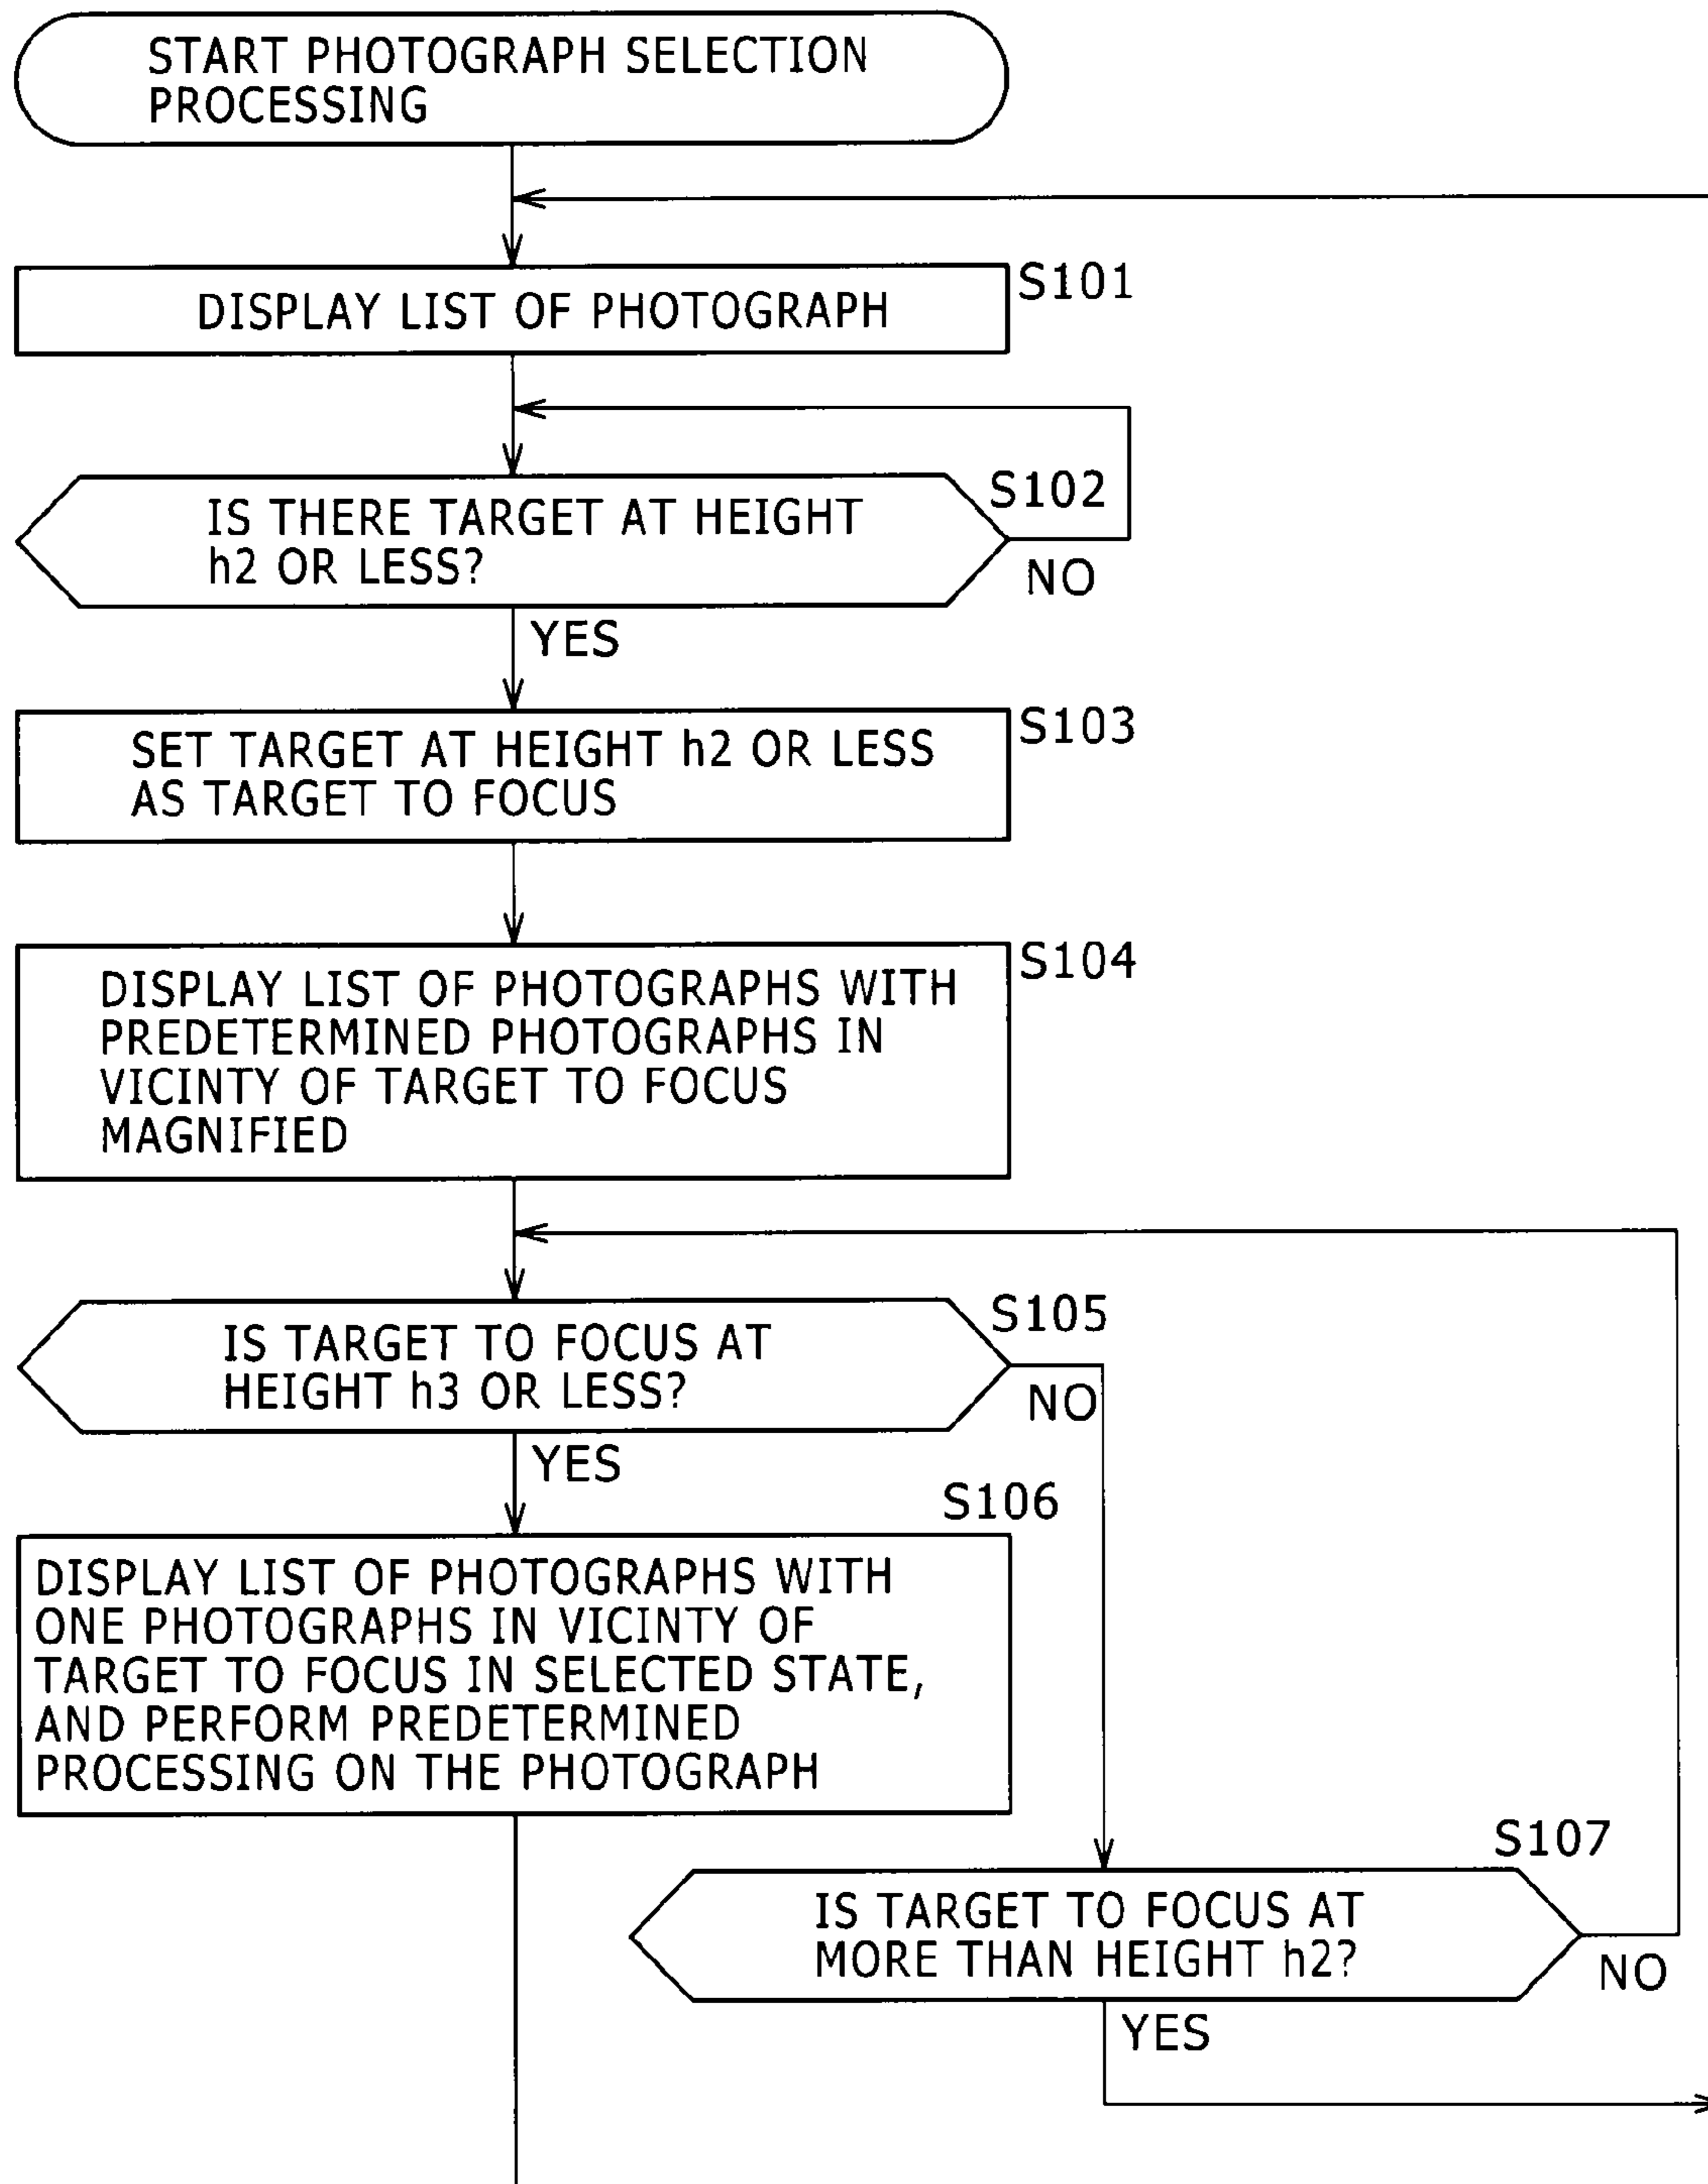 START PHOTOGRAPH SELECTION
PROCESSING
S101
DISPLAY LIST OF PHOTOGRAPH
S102
IS THERE TARGET AT HEIGHT
h2 OR LESS?
NO
YES
S103
SET TARGET AT HEIGHT h2 OR LESS
AS TARGET TO FOCUS
S104
DISPLAY LIST OF PHOTOGRAPHS WITH
PREDETERMINED PHOTOGRAPHS IN
VICINTY OF TARGET TO FOCUS
MAGNIFIED
S105
IS TARGET TO FOCUS AT
HEIGHT h3 OR LESS?
NO
YES
S106
DISPLAY LIST OF PHOTOGRAPHS WITH
ONE PHOTOGRAPHS IN VICINTY OF
TARGET TO FOCUS IN SELECTED STATE,
AND PERFORM PREDETERMINED
PROCESSING ON THE PHOTOGRAPH
S107
IS TARGET TO FOCUS AT
MORE THAN HEIGHT h2?
NO
YES